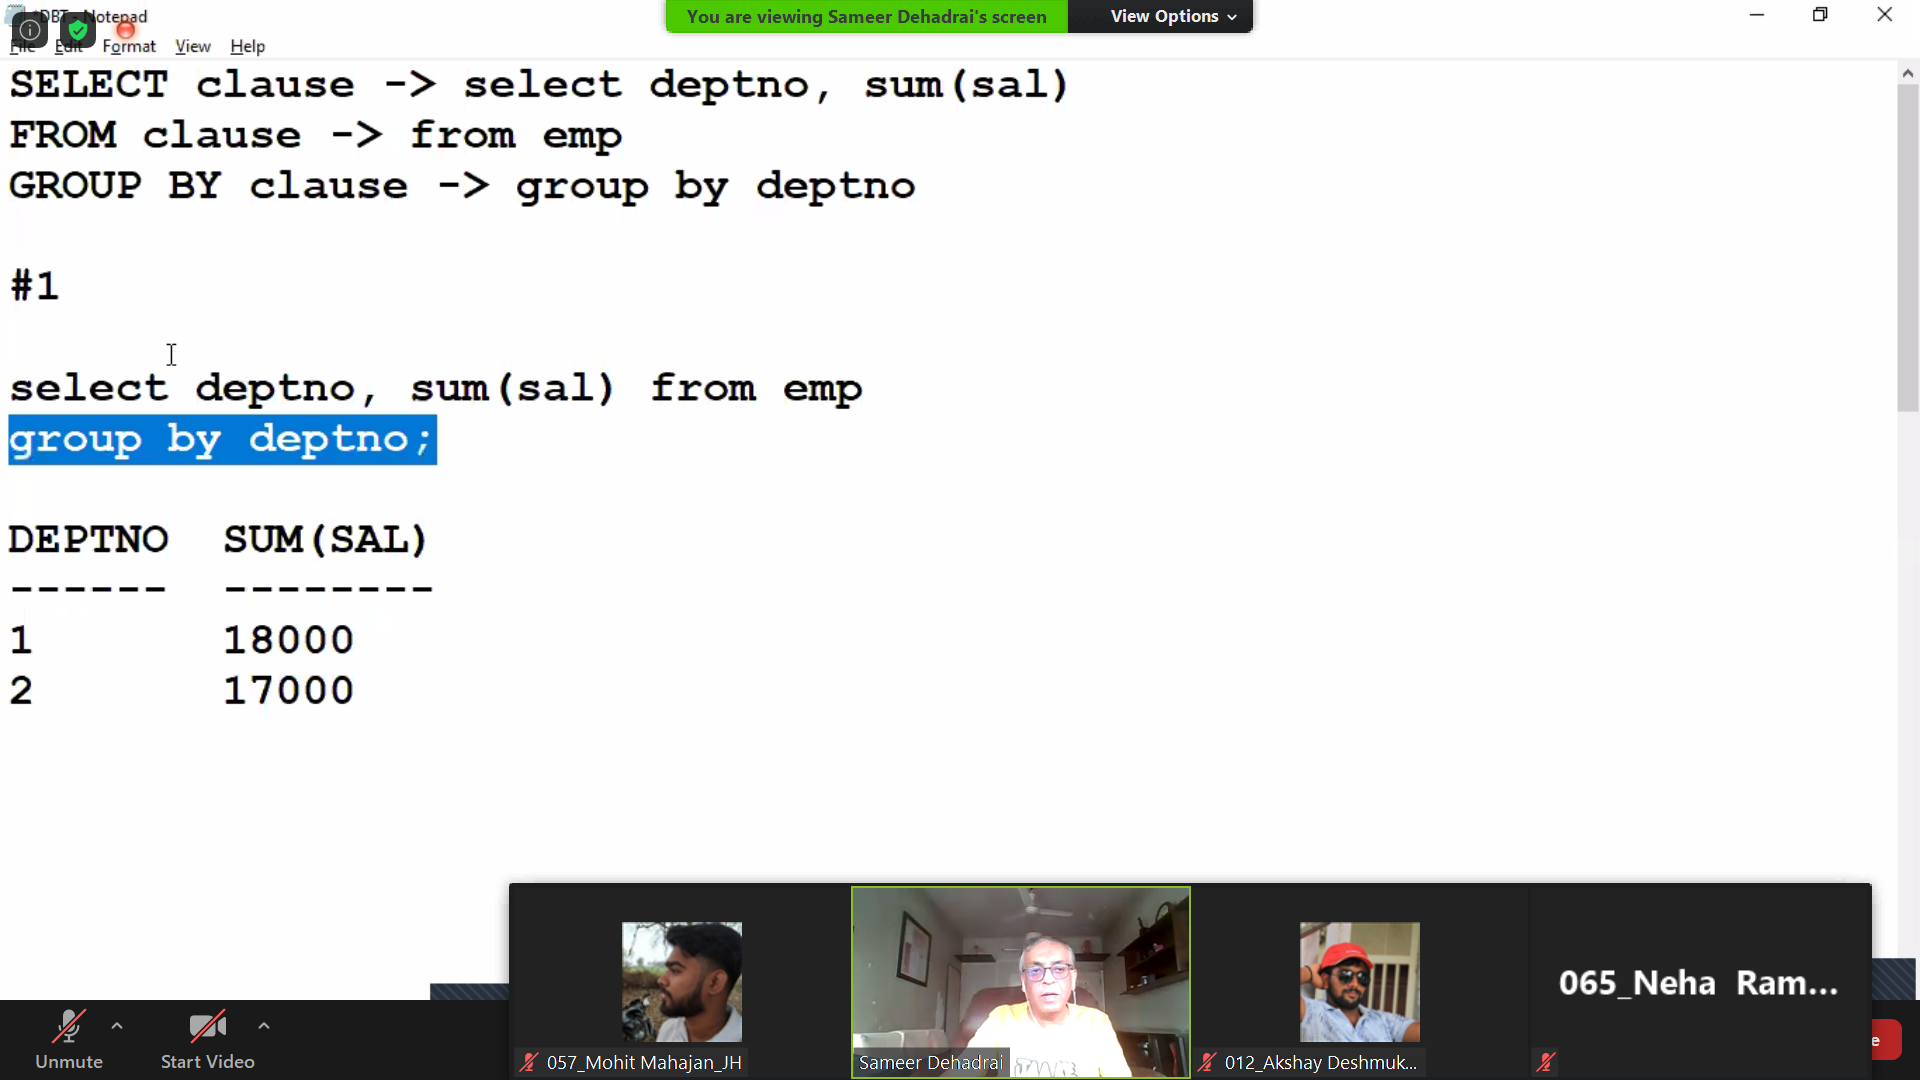 *DBT - Notepad
You are viewing Sameer Dehadrai's screen
View Options
File Edit Format View Help
SELECT clause -> select deptno, sum(sal)
FROM clause -> from emp
GROUP BY clause -> group by deptno
#1
select deptno, sum(sal) from emp
group by deptno;
DEPTNO SUM(SAL)
------ --------
1 18000
2 17000
Unmute
Start Video
057_Mohit Mahajan_JH
Sameer Dehadrai
012_Akshay Deshmuk...
065_Neha Ram...
e